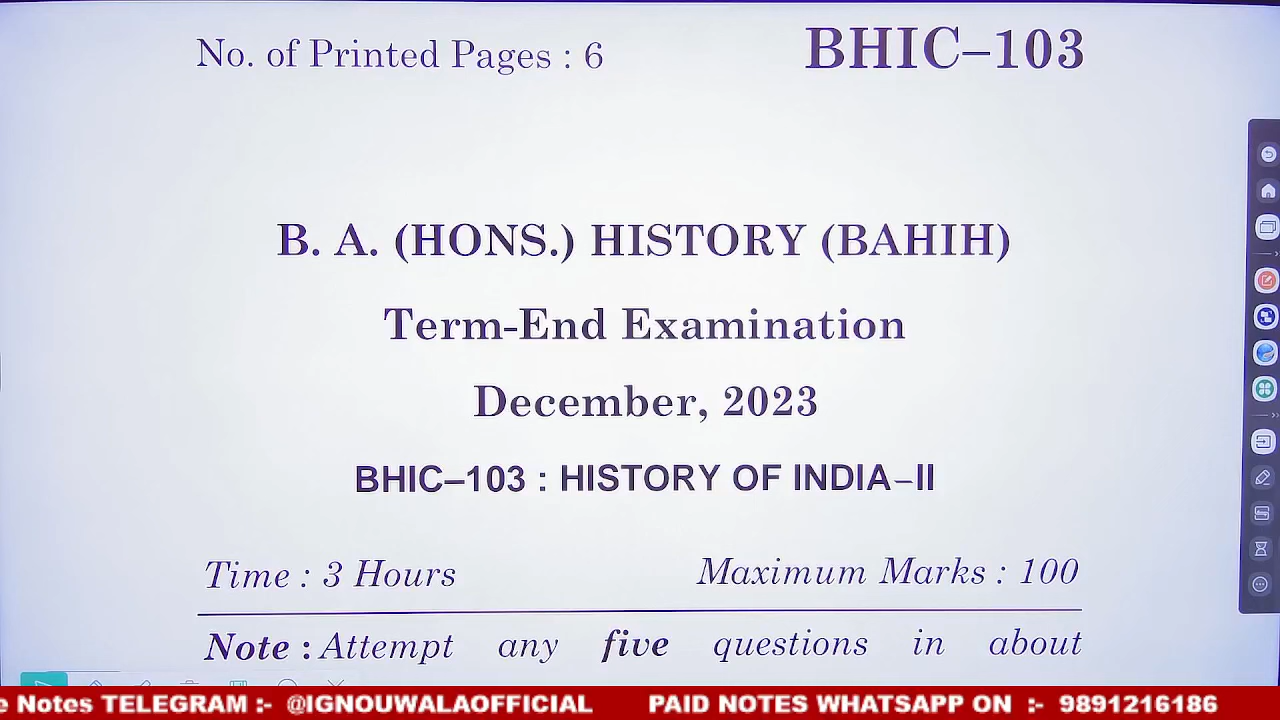 No. of Printed Pages : 6 BHIC–103
B. A. (HONS.) HISTORY (BAHIH)
Term-End Examination
December, 2023
BHIC–103 : HISTORY OF INDIA–II
Time : 3 Hours Maximum Marks : 100
Note : Attempt any five questions in about
e Notes TELEGRAM :- @IGNOUWALAOFFICIAL PAID NOTES WHATSAPP ON :- 9891216186